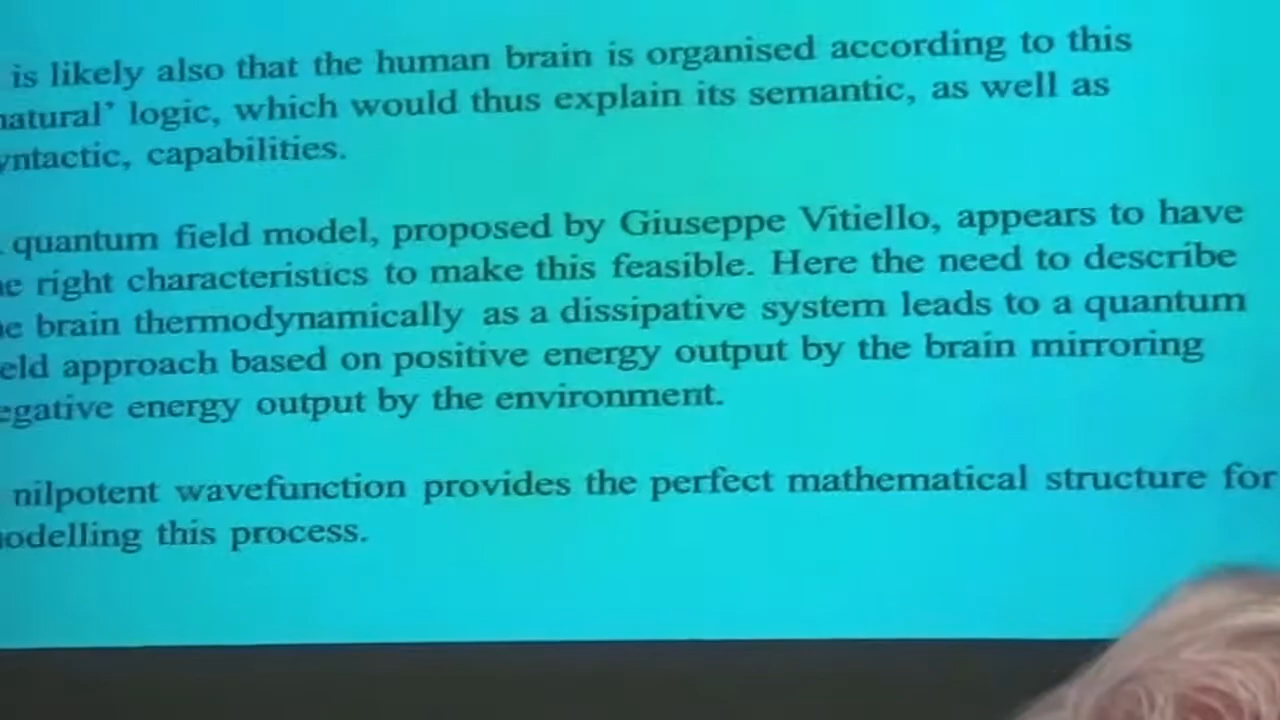 is likely also that the human brain is organised according to this
natural’ logic, which would thus explain its semantic, as well as
yntactic, capabilities.
quantum field model, proposed by Giuseppe Vitiello, appears to have
he right characteristics to make this feasible. Here the need to describe
he brain thermodynamically as a dissipative system leads to a quantum
eld approach based on positive energy output by the brain mirroring
egative energy output by the environment.
nilpotent wavefunction provides the perfect mathematical structure for
odelling this process.